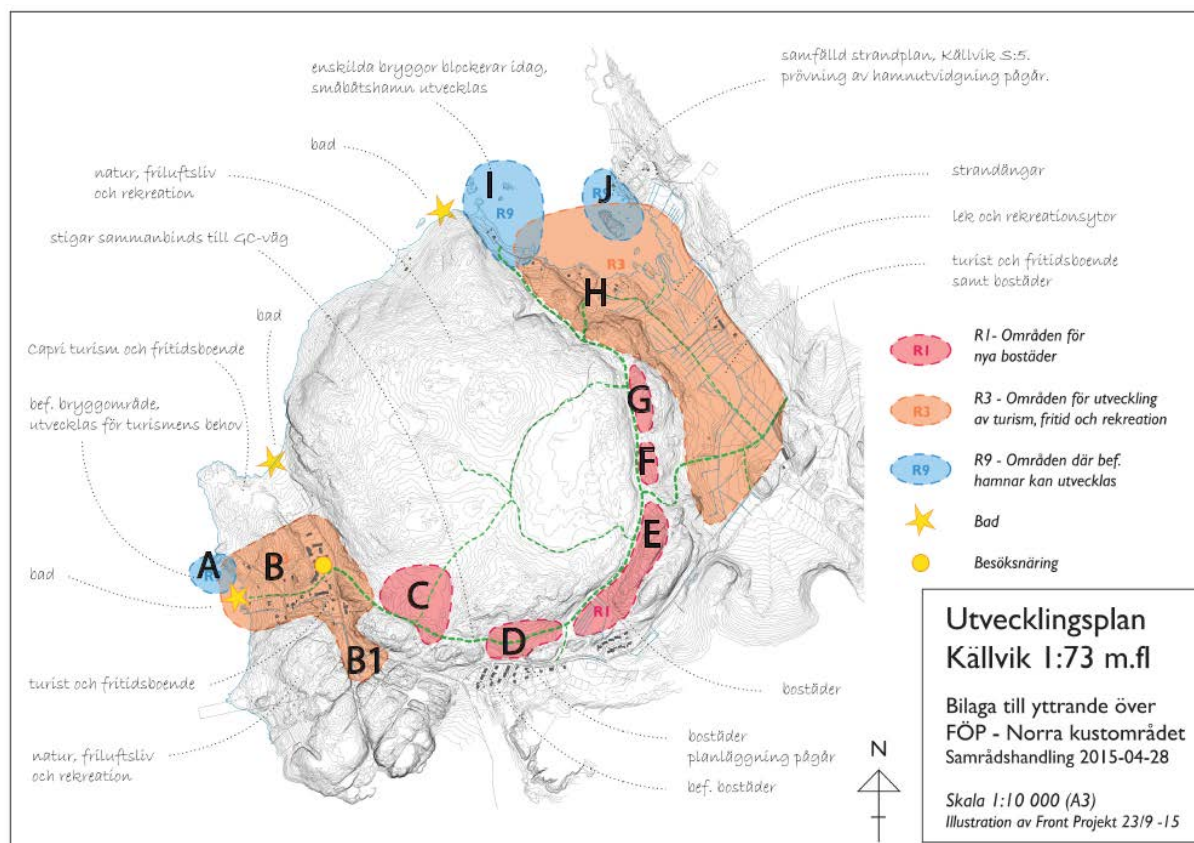 enskilda bryggor blockerar idag,
småbåtshamn utvecklas
samfälld strandplan, Källvik S:5.
prövning av hamnutvidgning pågår.
bad
natur, friluftsliv
och rekreation
stigar sammanbinds till GC-väg
strandängar
lek och rekreationsytor
turist och fritidsboende
samt bostäder
bad
Capri turism och fritidsboende
bef. bryggområde,
utvecklas för turismens behov
bad
turist och fritidsboende
natur, friluftsliv
och rekreation
bostäder
bostäder
planläggning pågår
bef. bostäder
I
R9
J
R3
H
G
F
E
R1
D
C
B
B1
A
R1
R1- Områden för
nya bostäder
R3
R3 - Områden för utveckling
av turism, fritid och rekreation
R9
R9 - Områden där bef.
hamnar kan utvecklas
Bad
Besöksnäring
N
Utvecklingsplan
Källvik 1:73 m.fl
Bilaga till yttrande över
FÖP - Norra kustområdet
Samrådshandling 2015-04-28
Skala 1:10 000 (A3)
Illustration av Front Projekt 23/9 -15